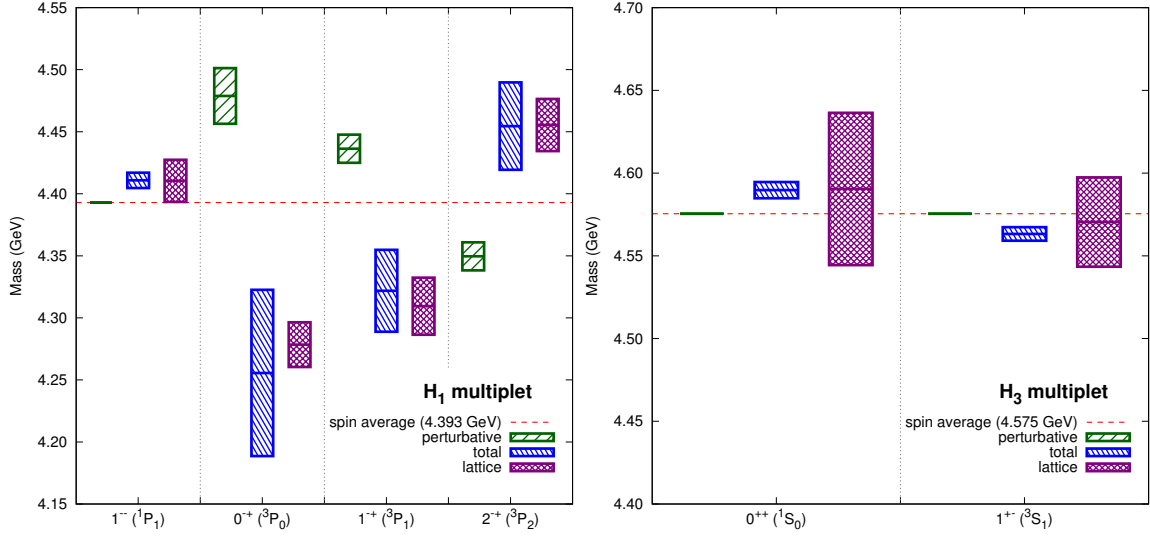 4.55
4.50
4.45
4.40
4.35
4.30
4.25
4.20
4.15
Mass (GeV)
H₁ multiplet
spin average (4.393 GeV)
perturbative
total
lattice
1⁻⁻ (¹P₁)
0⁻⁺ (³P₀)
1⁻⁺ (³P₁)
2⁻⁺ (³P₂)
4.70
4.65
4.60
4.55
4.50
4.45
4.40
Mass (GeV)
H₃ multiplet
spin average (4.575 GeV)
perturbative
total
lattice
0⁺⁺ (¹S₀)
1⁺⁻ (³S₁)